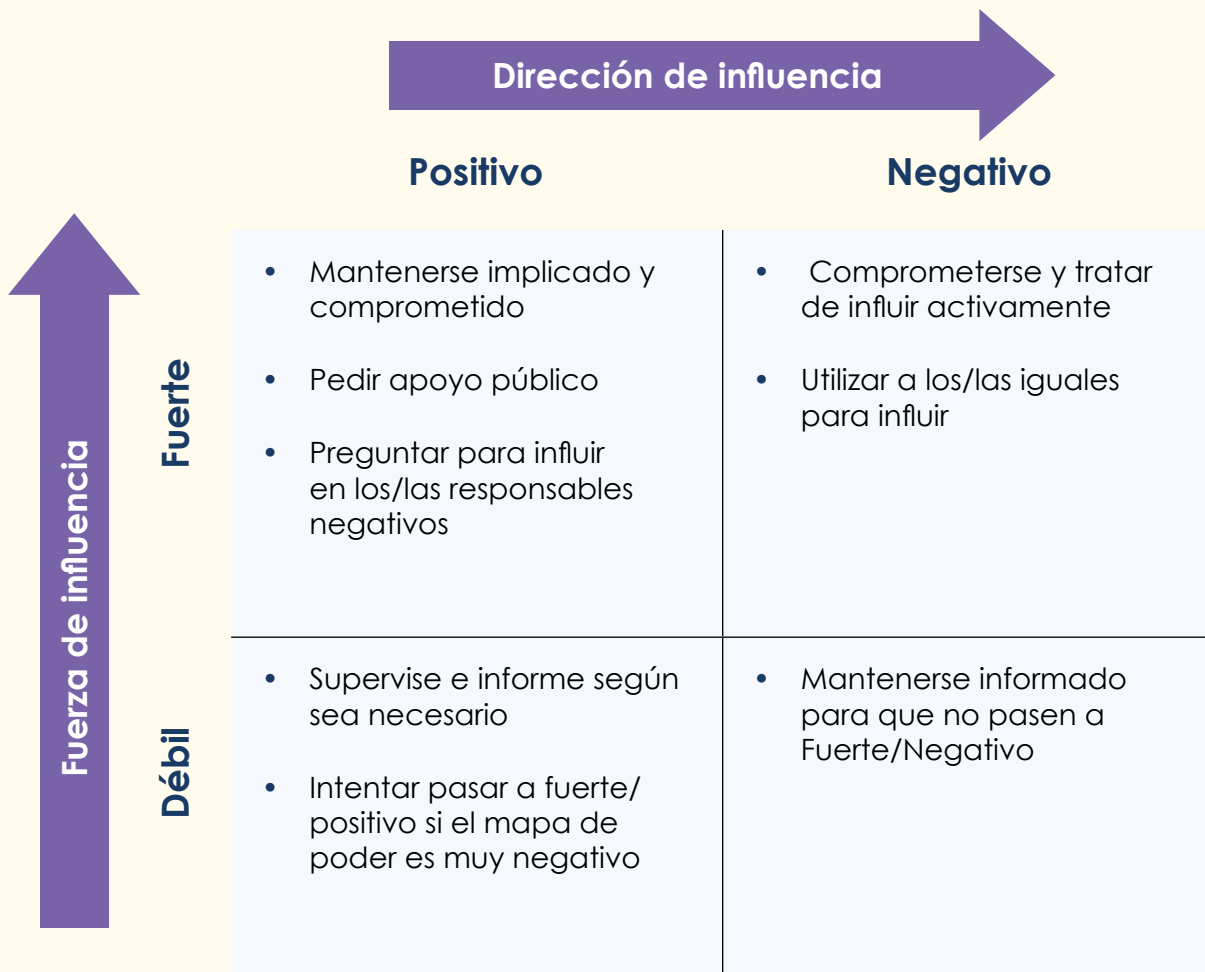 Dirección de influencia
Positivo
Negativo
Fuerza de influencia
Fuerte
• Mantenerse implicado y
comprometido
• Pedir apoyo público
• Preguntar para influir
en los/las responsables
negativos
• Comprometerse y tratar
de influir activamente
• Utilizar a los/las iguales
para influir
Débil
• Supervise e informe según
sea necesario
• Intentar pasar a fuerte/
positivo si el mapa de
poder es muy negativo
• Mantenerse informado
para que no pasen a
Fuerte/Negativo